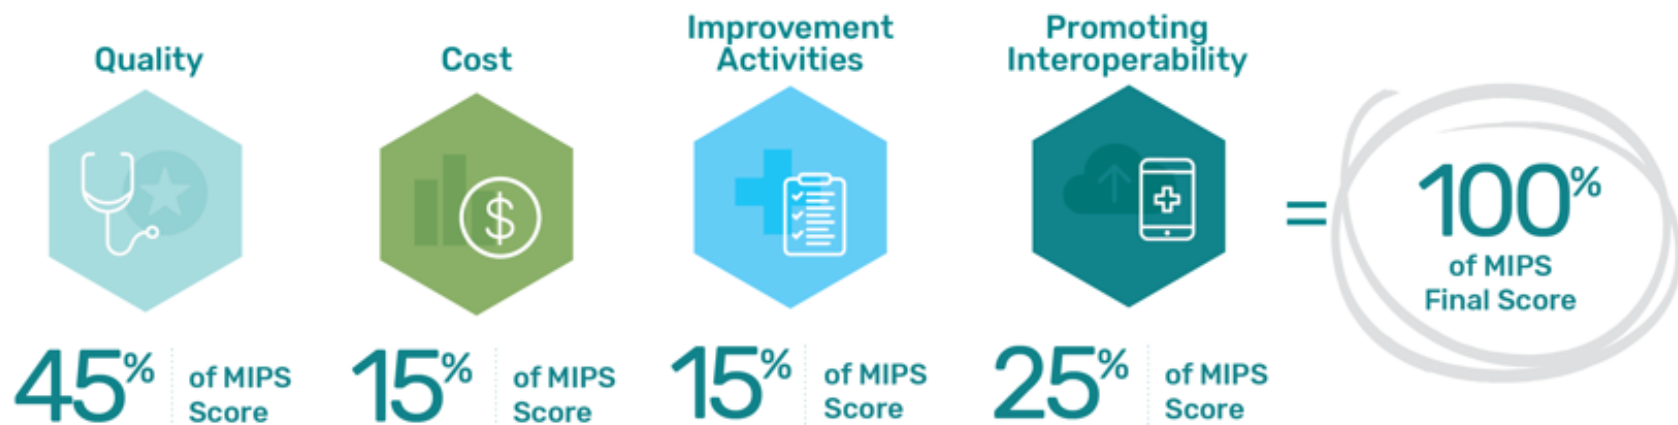 Quality
Cost
Improvement
Activities
Promoting
Interoperability
$
=
100%
of MIPS
Final Score
45%
of MIPS
Score
15%
of MIPS
Score
15%
of MIPS
Score
25%
of MIPS
Score